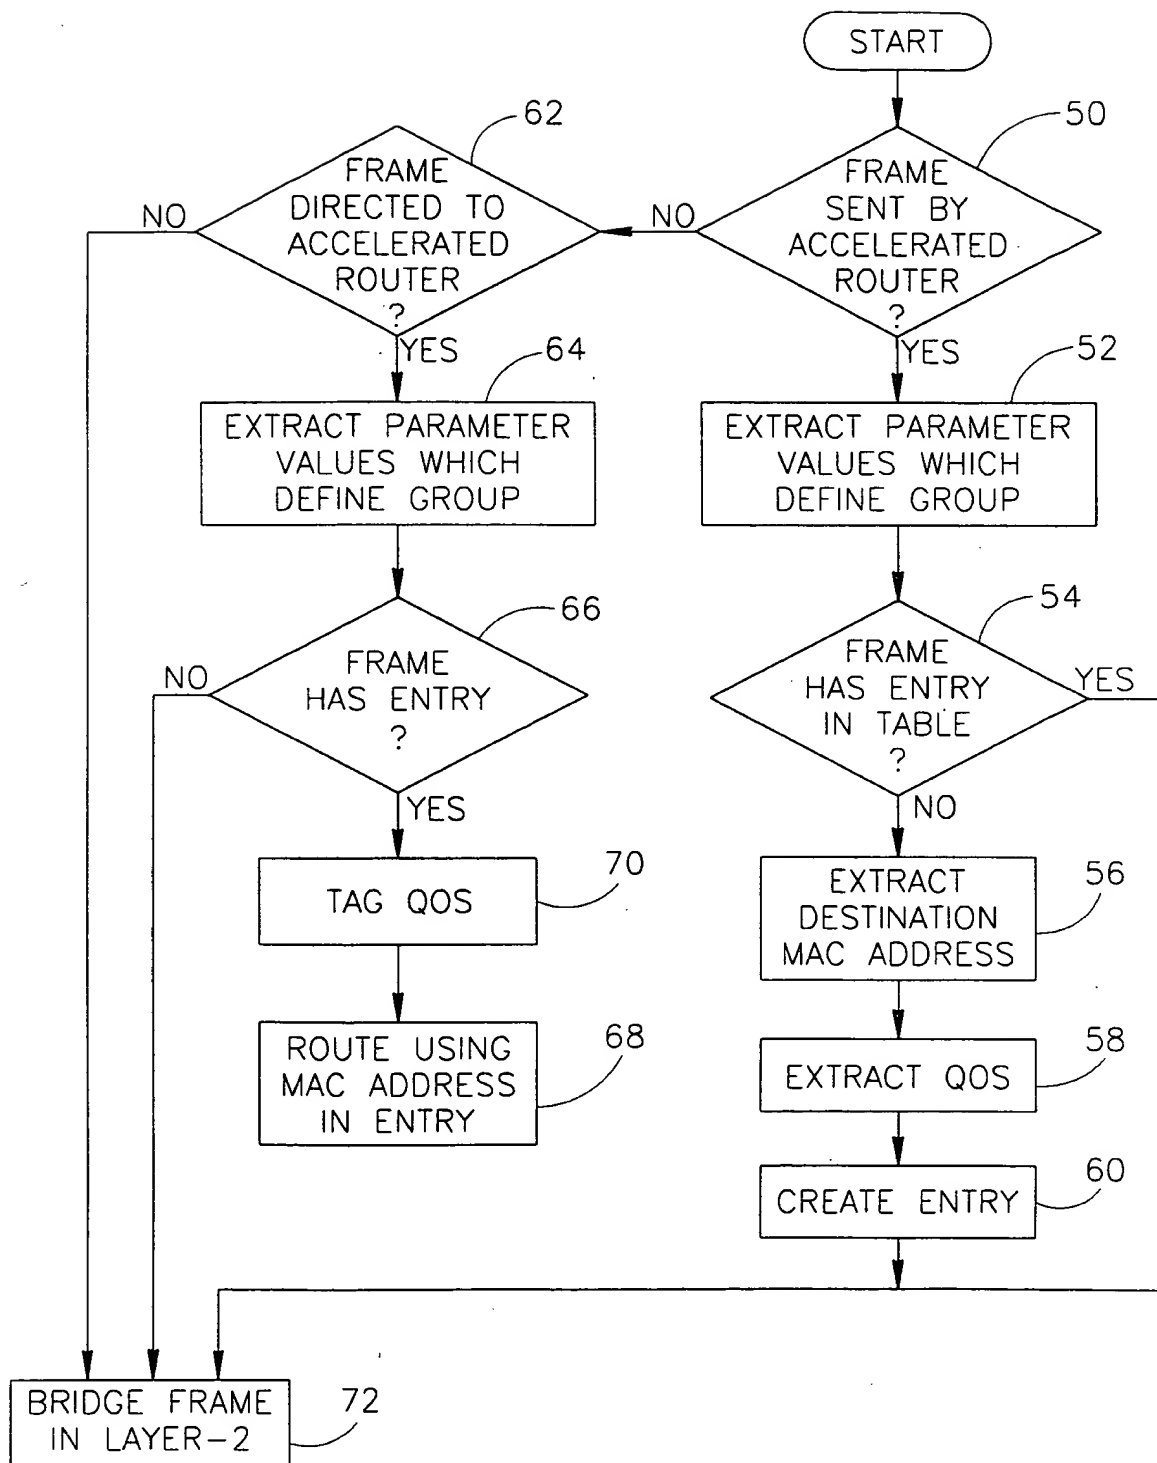 START
50
FRAME
SENT BY
ACCELERATED
ROUTER
?
NO
YES
62
FRAME
DIRECTED TO
ACCELERATED
ROUTER
?
NO
YES
64
EXTRACT PARAMETER
VALUES WHICH
DEFINE GROUP
52
EXTRACT PARAMETER
VALUES WHICH
DEFINE GROUP
66
FRAME
HAS ENTRY
?
NO
YES
54
FRAME
HAS ENTRY
IN TABLE
?
YES
NO
70
TAG QOS
56
EXTRACT
DESTINATION
MAC ADDRESS
68
ROUTE USING
MAC ADDRESS
IN ENTRY
58
EXTRACT QOS
60
CREATE ENTRY
BRIDGE FRAME
IN LAYER-2
72